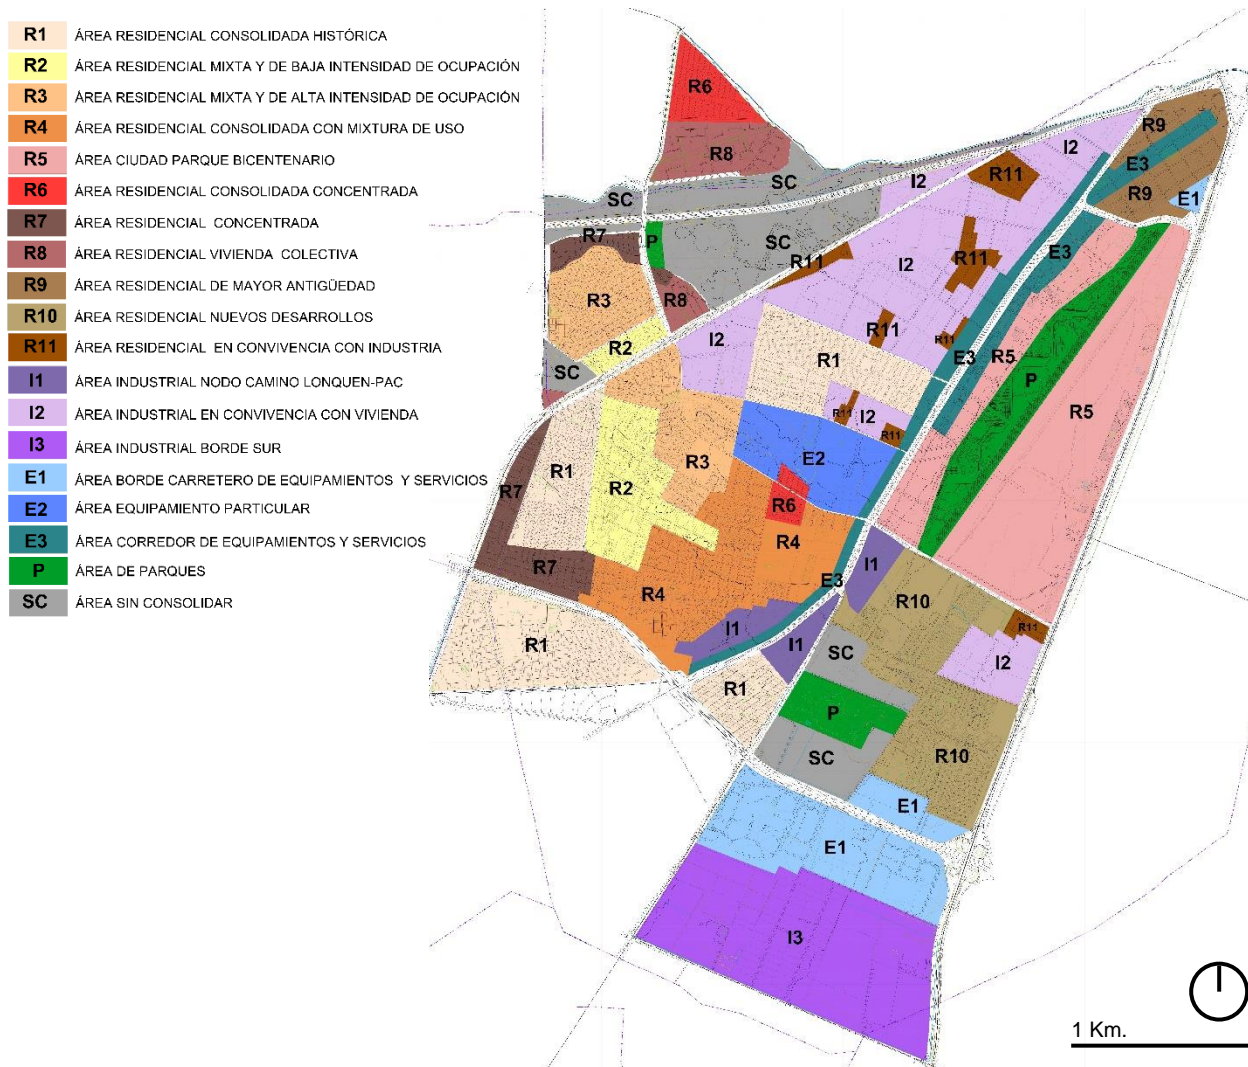 R1 ÁREA RESIDENCIAL CONSOLIDADA HISTÓRICA
R2 ÁREA RESIDENCIAL MIXTA Y DE BAJA INTENSIDAD DE OCUPACIÓN
R3 ÁREA RESIDENCIAL MIXTA Y DE ALTA INTENSIDAD DE OCUPACIÓN
R4 ÁREA RESIDENCIAL CONSOLIDADA CON MIXTURA DE USO
R5 ÁREA CIUDAD PARQUE BICENTENARIO
R6 ÁREA RESIDENCIAL CONSOLIDADA CONCENTRADA
R7 ÁREA RESIDENCIAL CONCENTRADA
R8 ÁREA RESIDENCIAL VIVIENDA COLECTIVA
R9 ÁREA RESIDENCIAL DE MAYOR ANTIGÜEDAD
R10 ÁREA RESIDENCIAL NUEVOS DESARROLLOS
R11 ÁREA RESIDENCIAL EN CONVIVENCIA CON INDUSTRIA
I1 ÁREA INDUSTRIAL NODO CAMINO LONQUEN-PAC
I2 ÁREA INDUSTRIAL EN CONVIVENCIA CON VIVIENDA
I3 ÁREA INDUSTRIAL BORDE SUR
E1 ÁREA BORDE CARRETERO DE EQUIPAMIENTOS Y SERVICIOS
E2 ÁREA EQUIPAMIENTO PARTICULAR
E3 ÁREA CORREDOR DE EQUIPAMIENTOS Y SERVICIOS
P ÁREA DE PARQUES
SC ÁREA SIN CONSOLIDAR
R6
R9
I2
R8
E3
R11
SC
I2
R9
E1
SC
R7
P
SC
E3
R11
R11
I2
R3
R8
R11
I2
R11
R2
R1
E3
R5
SC
P
R5
R11
I2
R11
R3
E2
R1
R2
R7
R6
R4
I1
R7
E3
R4
R10
I1
R11
R1
I1
SC
I2
R1
P
SC
R10
E1
E1
I3
1 Km.